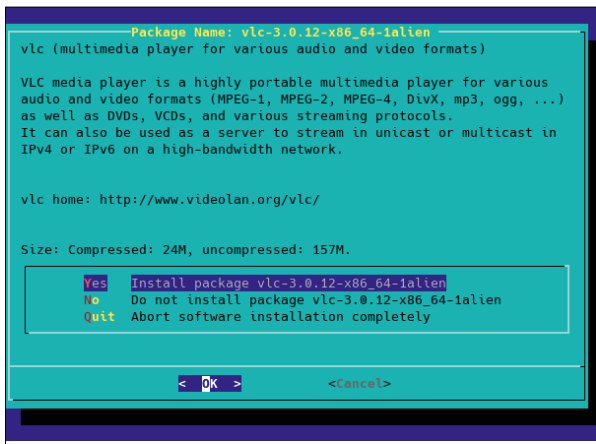 Package Name: vlc-3.0.12-x86_64-1alien
vlc (multimedia player for various audio and video formats)
VLC media player is a highly portable multimedia player for various
audio and video formats (MPEG-1, MPEG-2, MPEG-4, DivX, mp3, ogg, ...)
as well as DVDs, VCDs, and various streaming protocols.
It can also be used as a server to stream in unicast or multicast in
IPv4 or IPv6 on a high-bandwidth network.
vlc home: http://www.videolan.org/vlc/
Size: Compressed: 24M, uncompressed: 157M.
Yes Install package vlc-3.0.12-x86_64-1alien
No Do not install package vlc-3.0.12-x86_64-1alien
Quit Abort software installation completely
< OK > <Cancel>